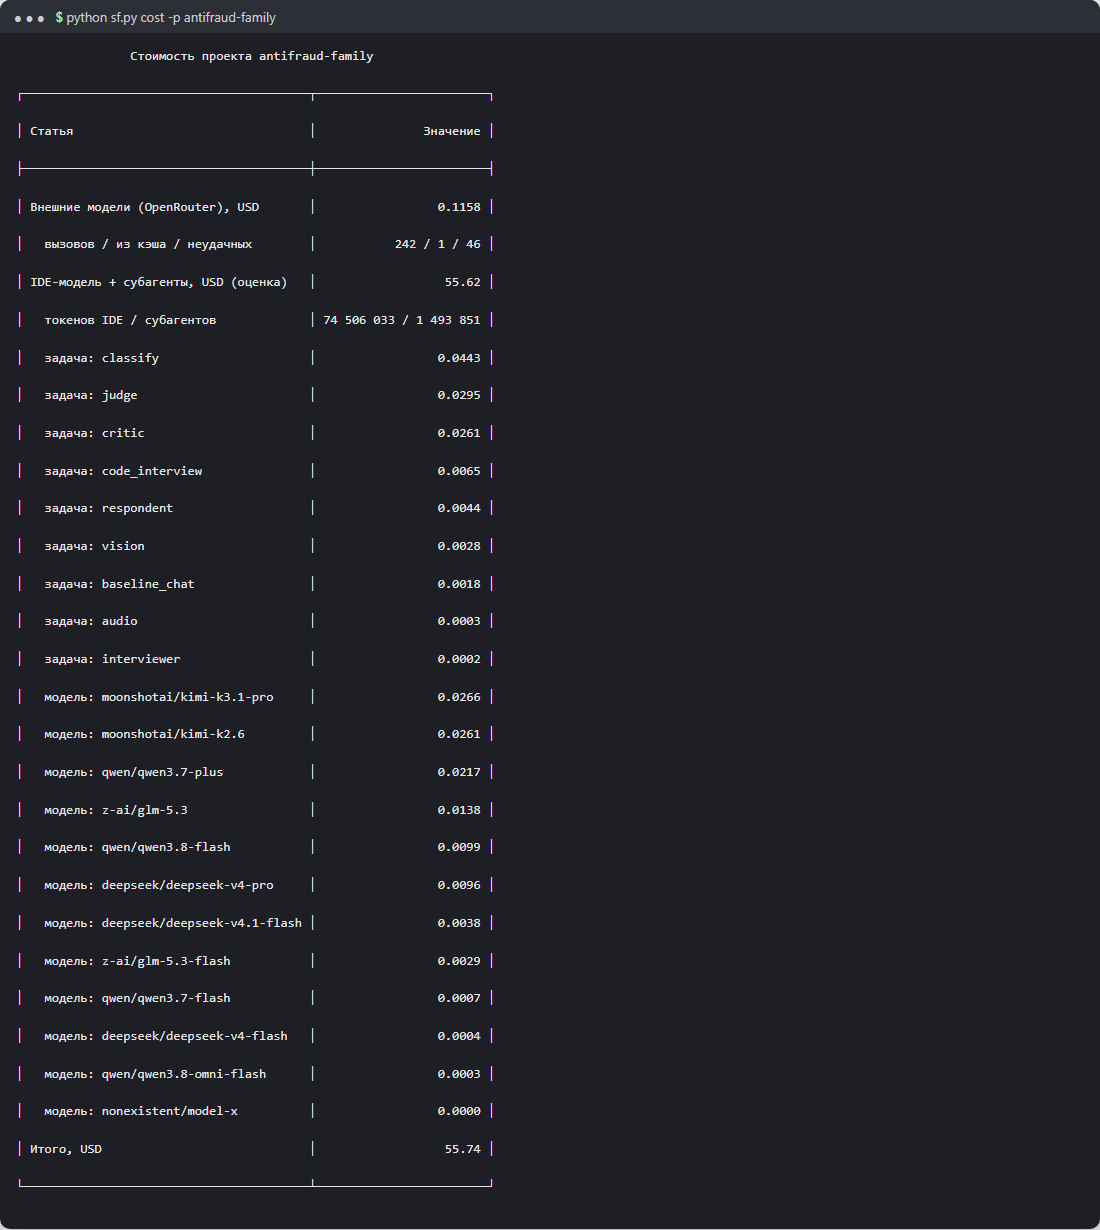 $ python sf.py cost -p antifraud-family
Стоимость проекта antifraud-family
Статья Значение
Внешние модели (OpenRouter), USD 0.1158
вызовов / из кэша / неудачных 242 / 1 / 46
IDE-модель + субагенты, USD (оценка) 55.62
токенов IDE / субагентов 74 506 033 / 1 493 851
задача: classify 0.0443
задача: judge 0.0295
задача: critic 0.0261
задача: code_interview 0.0065
задача: respondent 0.0044
задача: vision 0.0028
задача: baseline_chat 0.0018
задача: audio 0.0003
задача: interviewer 0.0002
модель: moonshotai/kimi-k3.1-pro 0.0266
модель: moonshotai/kimi-k2.6 0.0261
модель: qwen/qwen3.7-plus 0.0217
модель: z-ai/glm-5.3 0.0138
модель: qwen/qwen3.8-flash 0.0099
модель: deepseek/deepseek-v4-pro 0.0096
модель: deepseek/deepseek-v4.1-flash 0.0038
модель: z-ai/glm-5.3-flash 0.0029
модель: qwen/qwen3.7-flash 0.0007
модель: deepseek/deepseek-v4-flash 0.0004
модель: qwen/qwen3.8-omni-flash 0.0003
модель: nonexistent/model-x 0.0000
Итого, USD 55.74